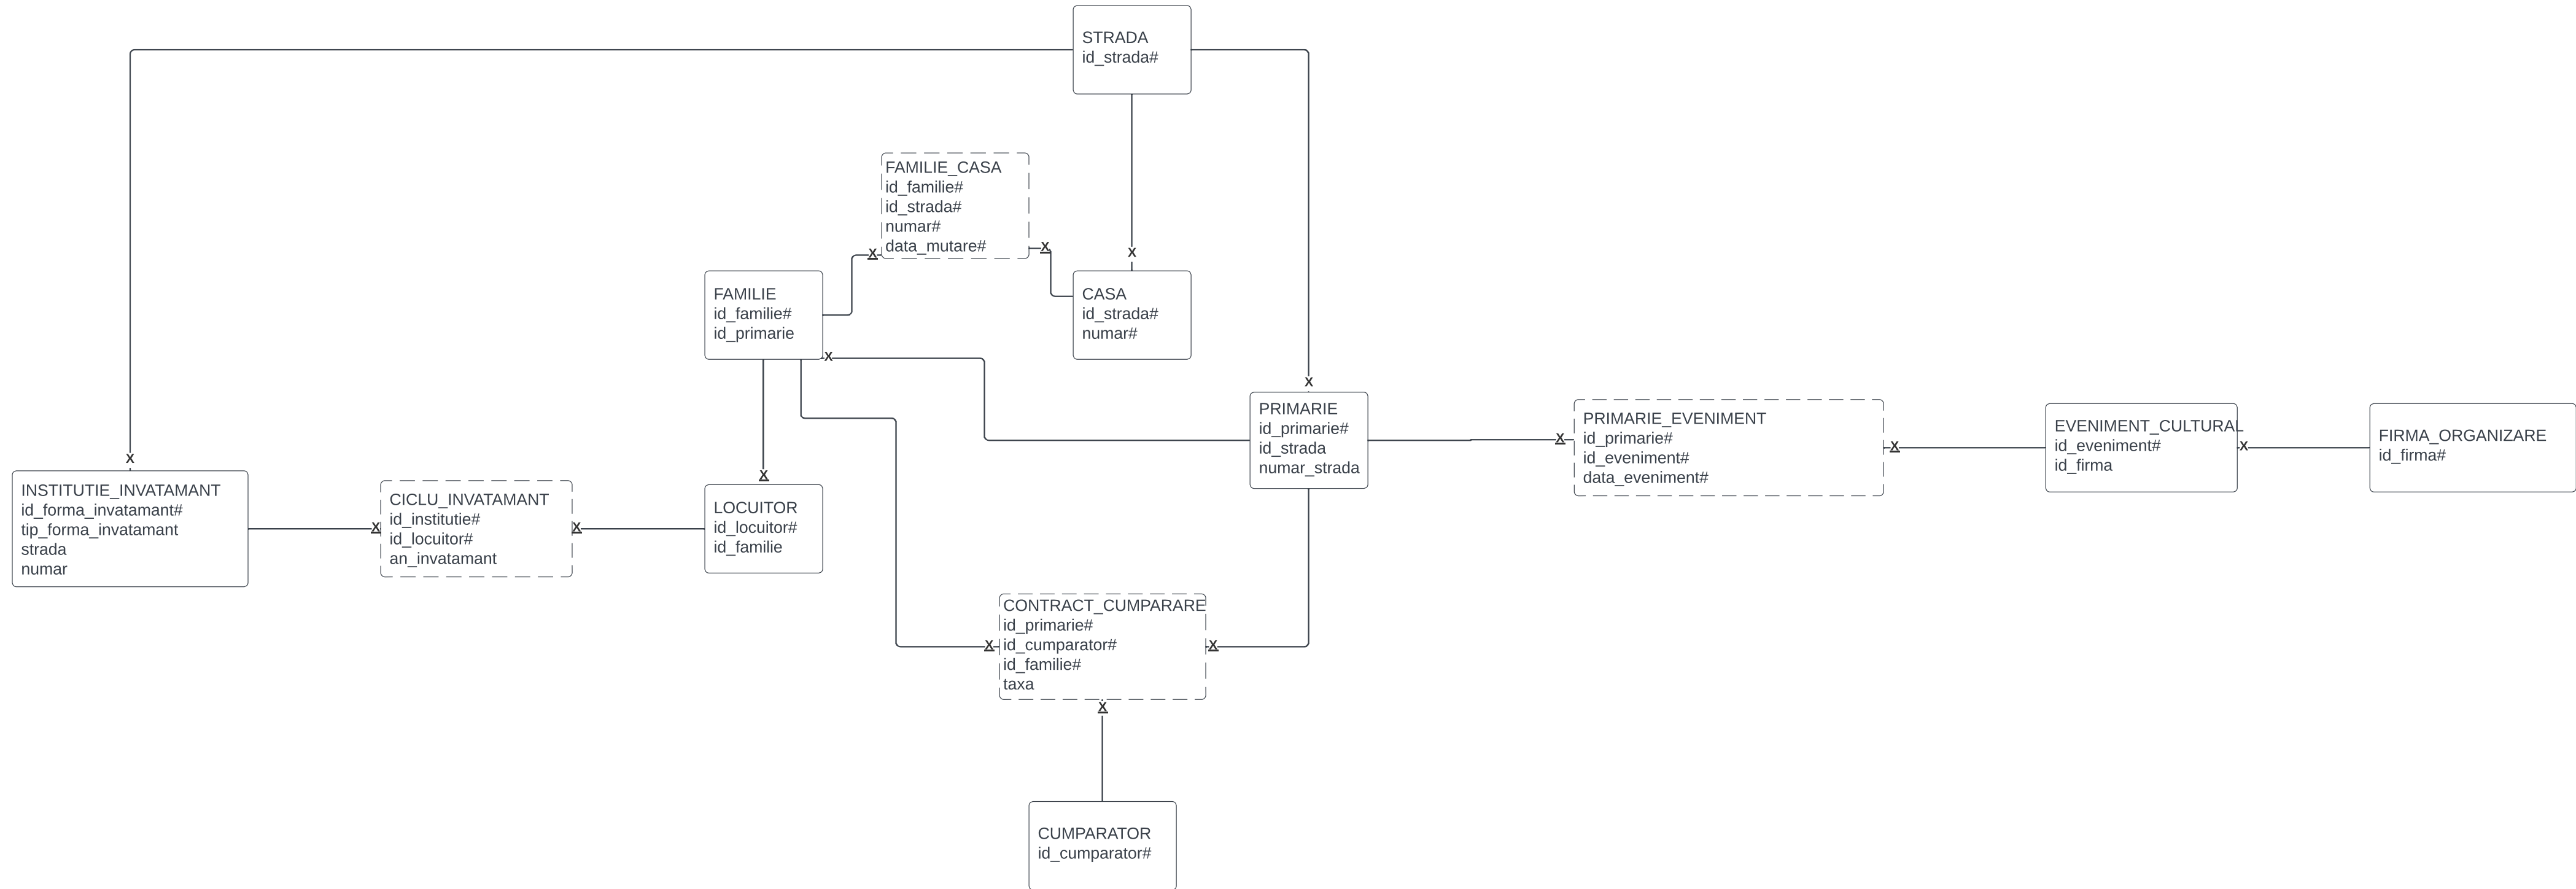 STRADA
id_strada#
FAMILIE_CASA
id_familie#
id_strada#
numar#
data_mutare#
X
X
X
FAMILIE
id_familie#
id_primarie
CASA
id_strada#
numar#
X
X
PRIMARIE
id_primarie#
id_strada
numar_strada
X
PRIMARIE_EVENIMENT
id_primarie#
id_eveniment#
data_eveniment#
X
EVENIMENT_CULTURAL
id_eveniment#
id_firma
X
FIRMA_ORGANIZARE
id_firma#
X
INSTITUTIE_INVATAMANT
id_forma_invatamant#
tip_forma_invatamant
strada
numar
X
CICLU_INVATAMANT
id_institutie#
id_locuitor#
an_invatamant
X
X
LOCUITOR
id_locuitor#
id_familie
X
CONTRACT_CUMPARARE
id_primarie#
id_cumparator#
id_familie#
taxa
X
X
CUMPARATOR
id_cumparator#